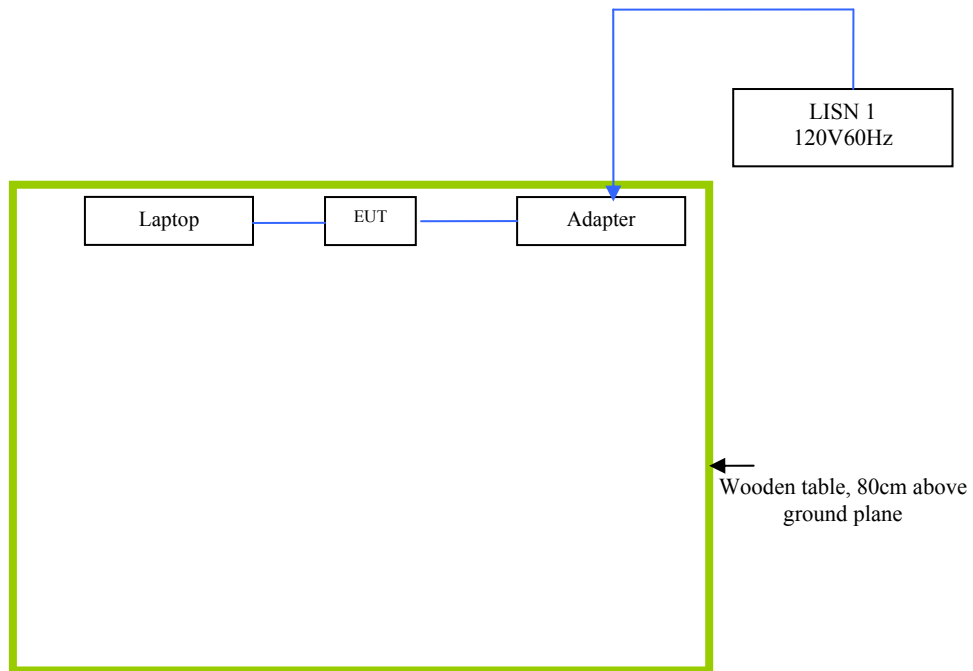 LISN 1
120V60Hz
Laptop
EUT
Adapter
Wooden table, 80cm above
ground plane